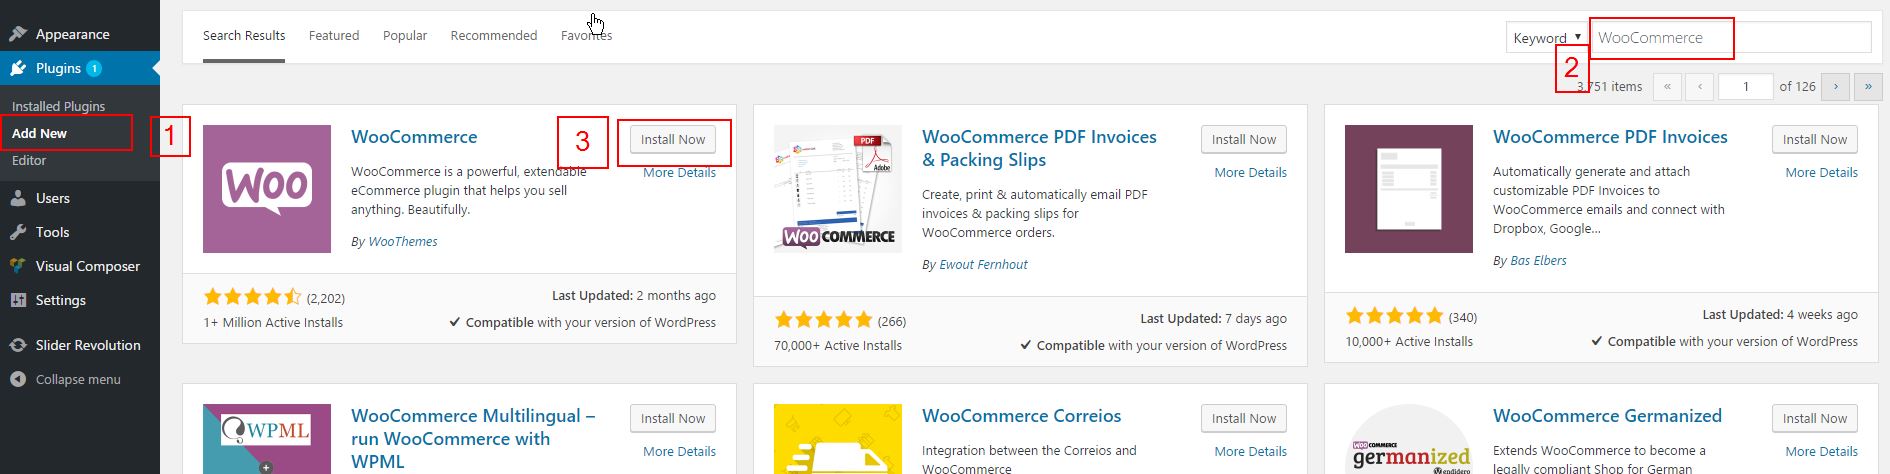 Appearance
Plugins 1
Installed Plugins
Add New
1
Editor
Users
Tools
Visual Composer
Settings
Slider Revolution
Collapse menu
Search Results Featured Popular Recommended Favorites
Keyword WooCommerce
2
3,751 items « ‹ 1 of 126 › »
WooCommerce
3
Install Now
More Details
WooCommerce is a powerful, extendable
eCommerce plugin that helps you sell
anything. Beautifully.
By WooThemes
WOO
(2,202)
1+ Million Active Installs
Last Updated: 2 months ago
Compatible with your version of WordPress
WooCommerce PDF Invoices
& Packing Slips
Install Now
More Details
Create, print & automatically email PDF
invoices & packing slips for
WooCommerce orders.
By Ewout Fernhout
PDF
Adobe
WOO COMMERCE
(266)
70,000+ Active Installs
Last Updated: 7 days ago
Compatible with your version of WordPress
WooCommerce PDF Invoices
Install Now
More Details
Automatically generate and attach
customizable PDF Invoices to
WooCommerce emails and connect with
Dropbox, Google...
By Bas Elbers
(340)
10,000+ Active Installs
Last Updated: 4 weeks ago
Compatible with your version of WordPress
WPML
WooCommerce Multilingual –
run WooCommerce with
WPML
Install Now
More Details
WooCommerce Correios
Install Now
More Details
Integration between the Correios and
WooCommerce
WOO COMMERCE
germanized
vendidero
WooCommerce Germanized
Install Now
More Details
Extends WooCommerce to become a
legally compliant Shop for German